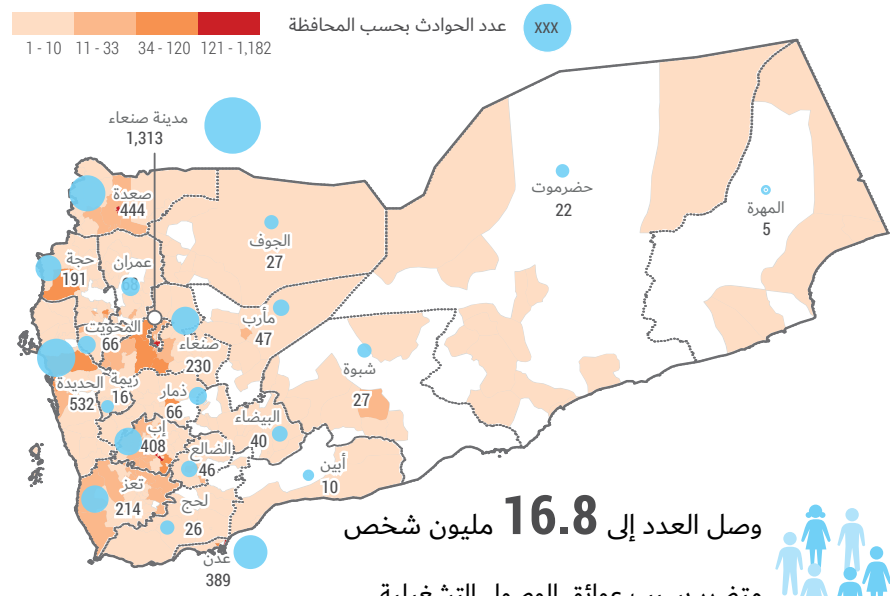 عدد الحوادث بحسب المحافظة
xxx
1 - 10 11 - 33 34 - 120 121 - 1,182
مدينة صنعاء
1,313
صعدة
444
حضرموت
22
المهرة
5
الجوف
27
حجة
191
عمران
68
مأرب
47
المحويت
66
صنعاء
230
شبوة
27
الحديدة
532
ريمة
16
ذمار
66
البيضاء
40
إب
408
الضالع
46
أبين
10
تعز
214
لحج
26
عدن
389
وصل العدد إلى 16.8 مليون شخص